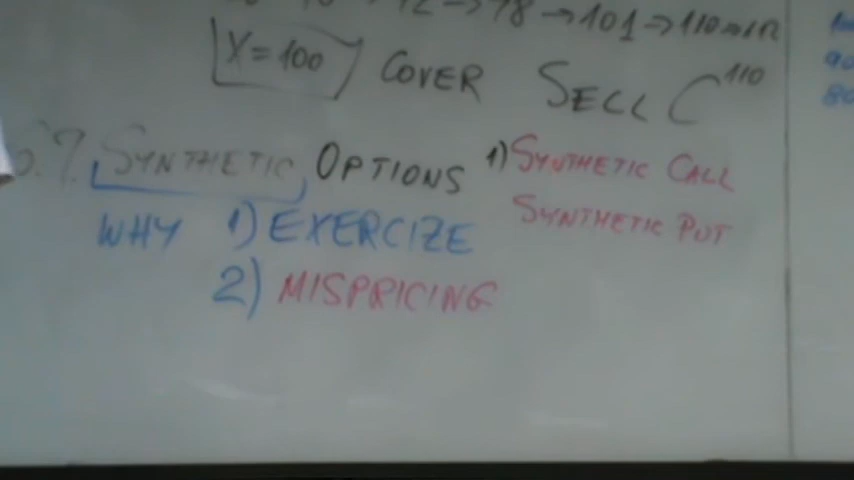 → 101 → 110
X = 100 COVER SELL C 110
SYNTHETIC OPTIONS 1) SYNTHETIC CALL
SYNTHETIC PUT
WHY 1) EXERCIZE
2) MISPRICING